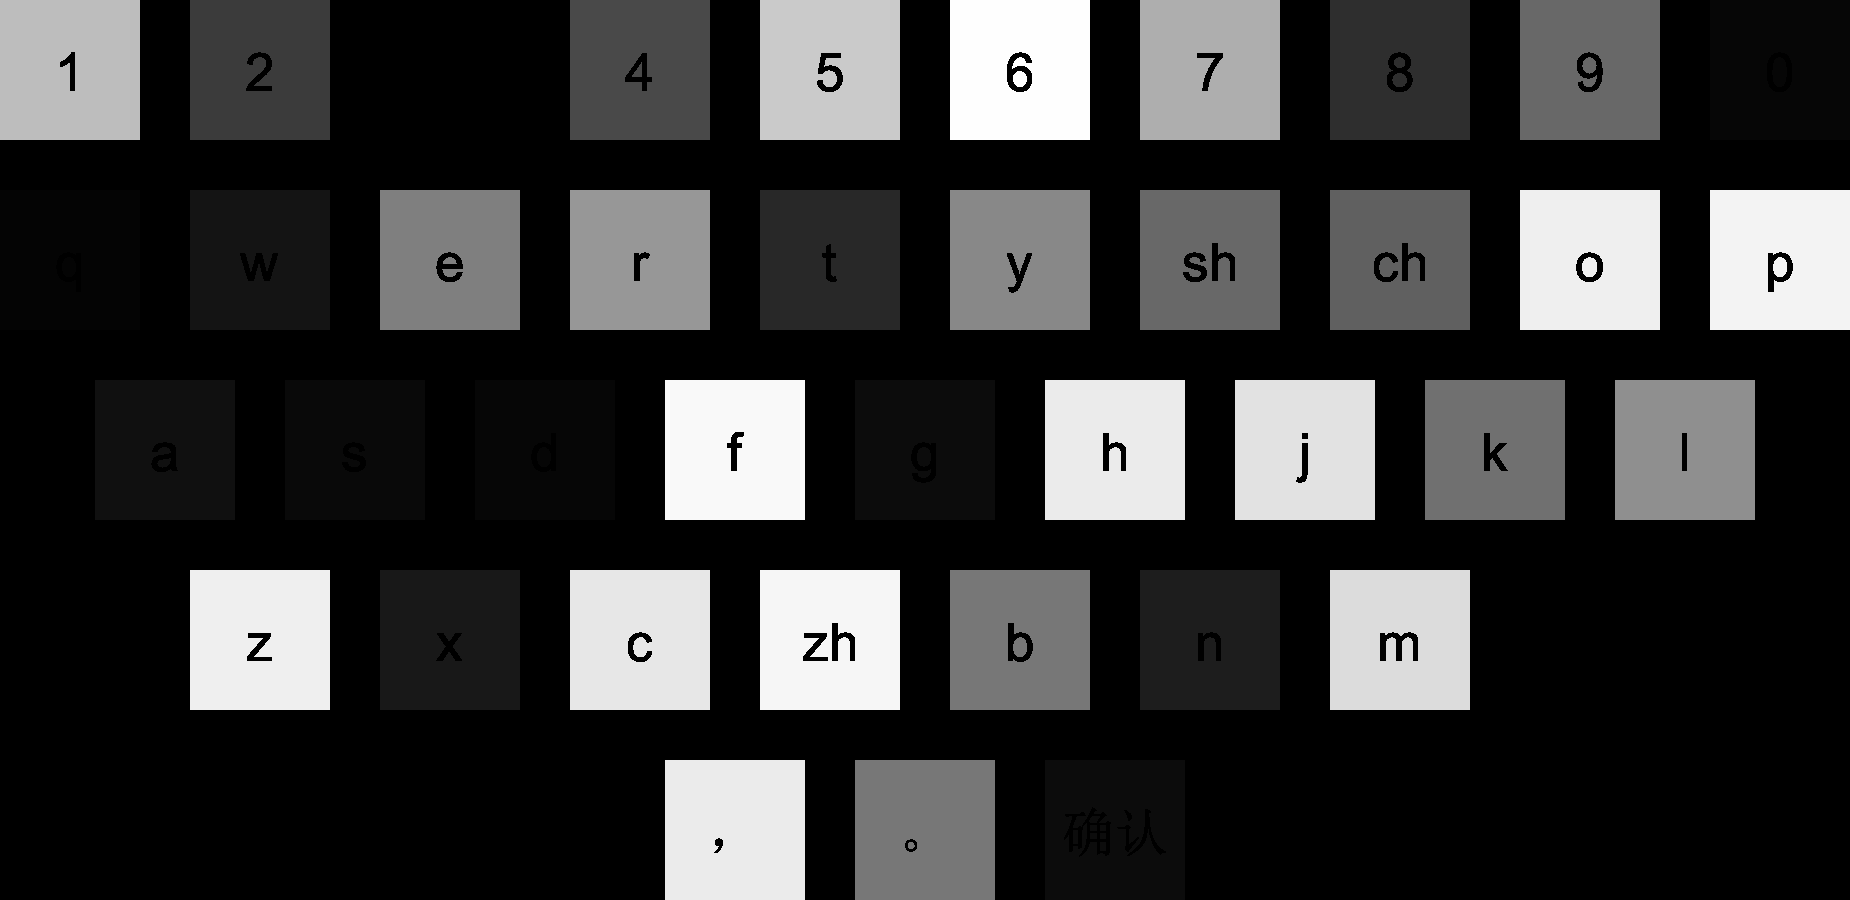 1 2 4 5 6 7 8 9 0
q w e r t y sh ch o p
a s d f g h j k l
z x c zh b n m
， 。 确认